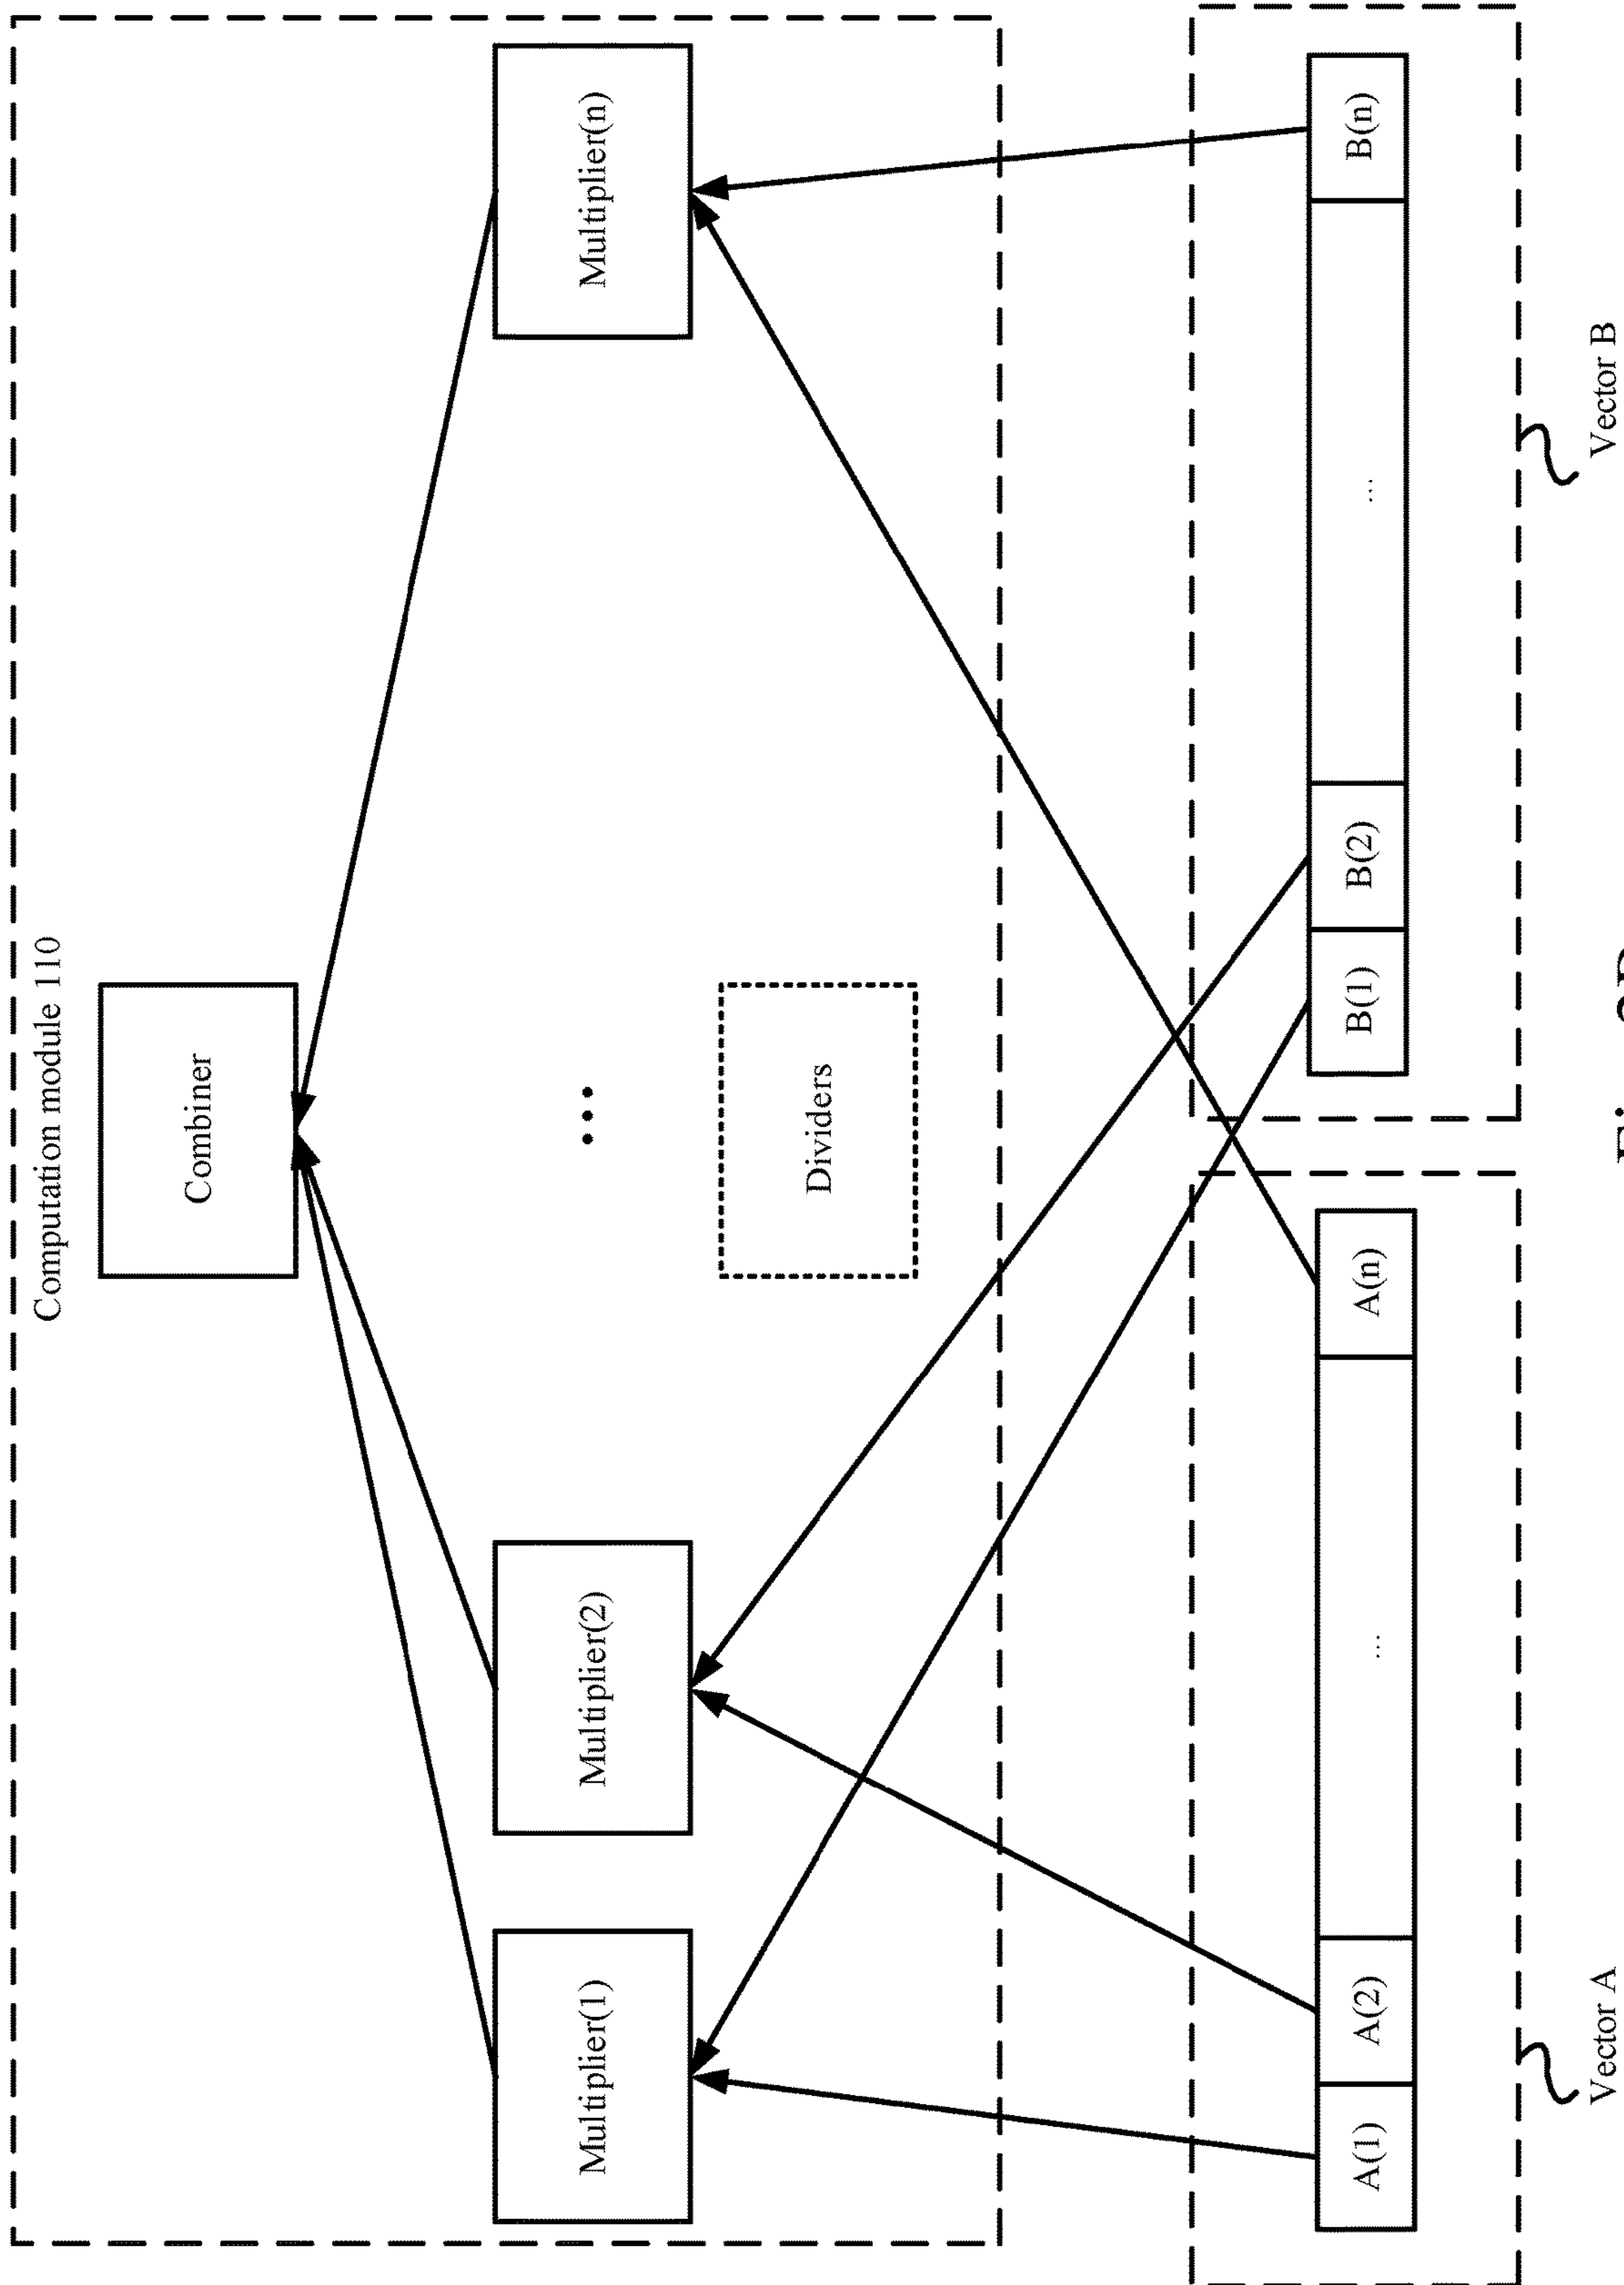 Computation module 110
Combiner
Multiplier(1)
Multiplier(2)
...
Multiplier(n)
Dividers
A(1)
A(2)
...
A(n)
B(1)
B(2)
...
B(n)
Vector A
Vector B